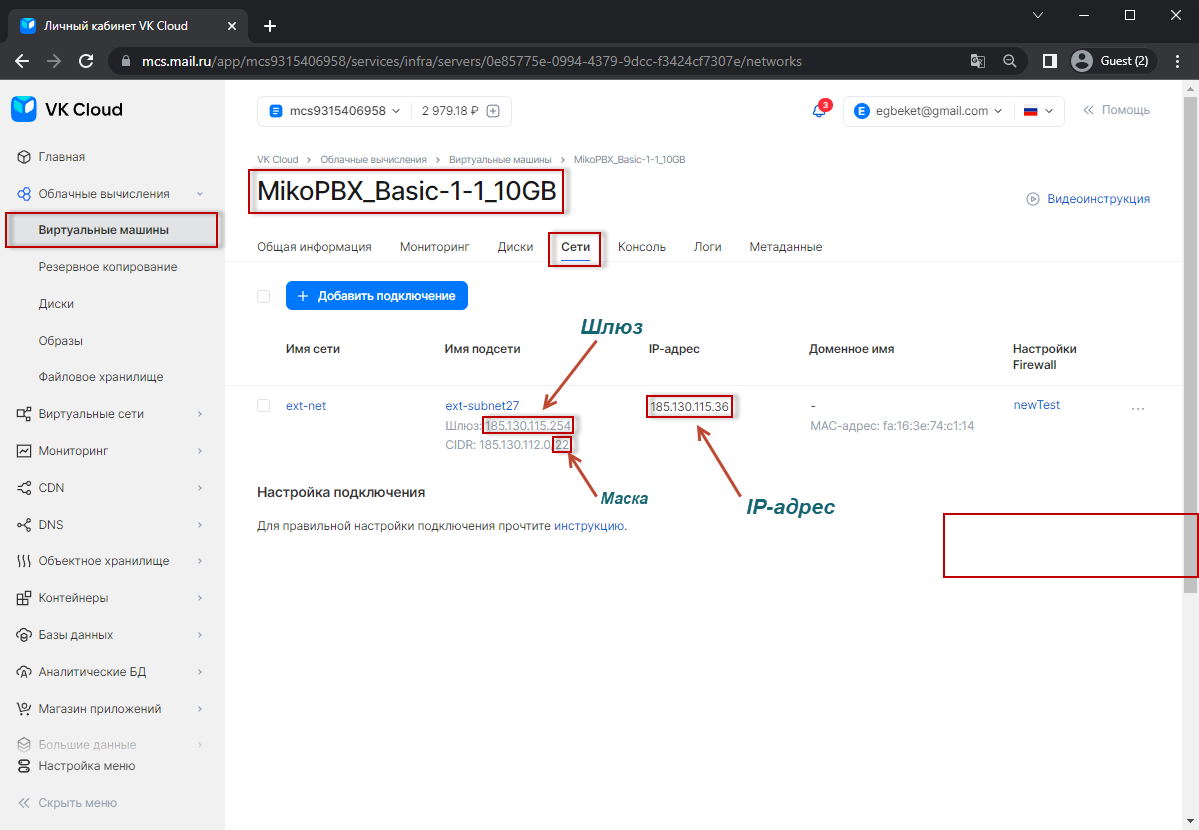 Личный кабинет VK Cloud
mcs.mail.ru/app/mcs9315406958/services/infra/servers/0e85775e-0994-4379-9dcc-f3424cf7307e/networks
Guest (2)
VK Cloud
mcs9315406958
2 979.18 ₽
3
E
egbeket@gmail.com
Помощь
Главная
Облачные вычисления
Виртуальные машины
Резервное копирование
Диски
Образы
Файловое хранилище
Виртуальные сети
Мониторинг
CDN
DNS
Объектное хранилище
Контейнеры
Базы данных
Аналитические БД
Магазин приложений
Большие данные
Настройка меню
Скрыть меню
VK Cloud > Облачные вычисления > Виртуальные машины > MikoPBX_Basic-1-1_10GB
MikoPBX_Basic-1-1_10GB
Видеоинструкция
Общая информация Мониторинг Диски Сети Консоль Логи Метаданные
+ Добавить подключение
Шлюз
Имя сети Имя подсети IP-адрес Доменное имя Настройки
Firewall
ext-net ext-subnet27 185.130.115.36 - newTest ...
Шлюз: 185.130.115.254 MAC-адрес: fa:16:3e:74:c1:14
CIDR: 185.130.112.0/22
Настройка подключения
Маска
IP-адрес
Для правильной настройки подключения прочтите инструкцию.